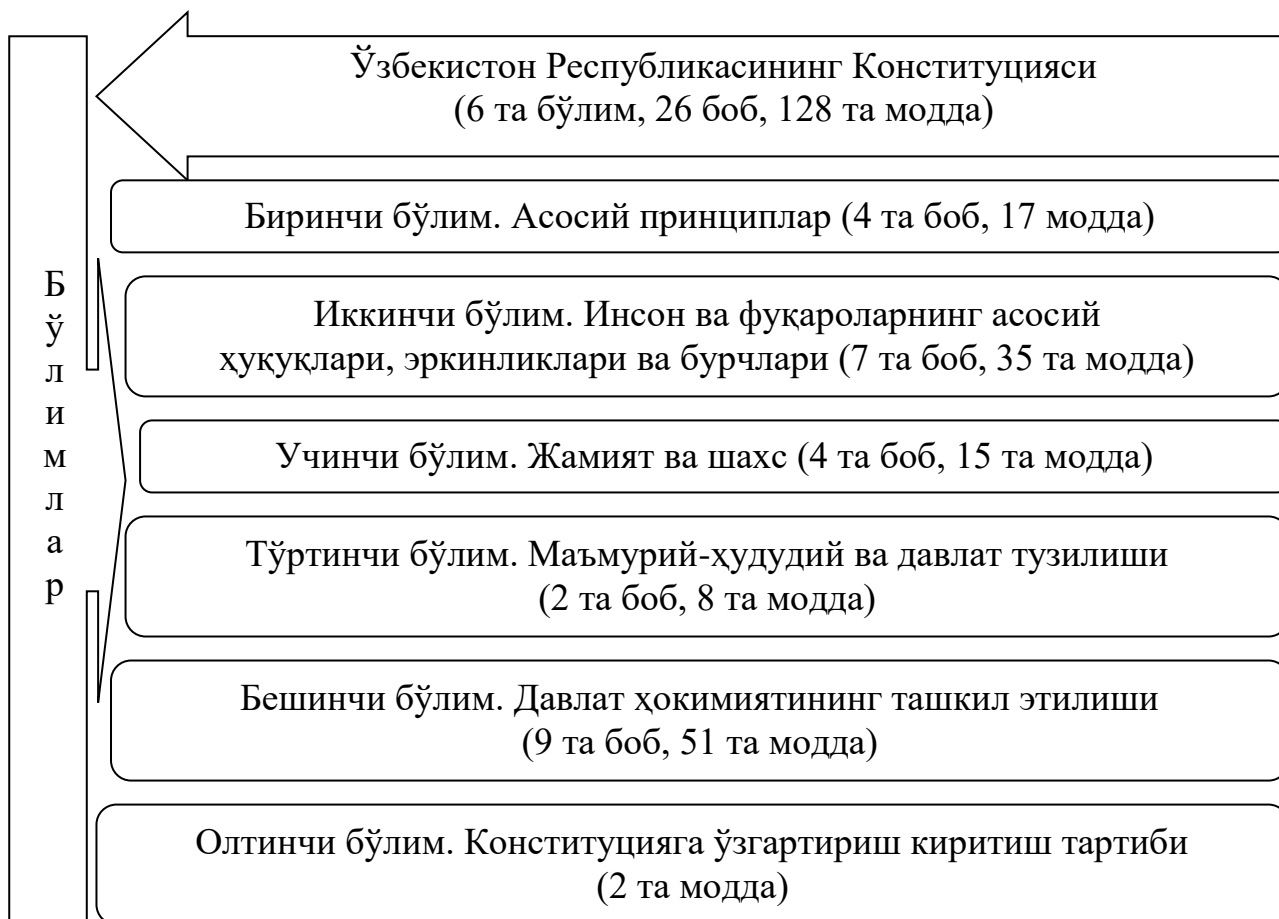 Ўзбекистон Республикасининг Конституцияси
(6 та бўлим, 26 боб, 128 та модда)
Биринчи бўлим. Асосий принциплар (4 та боб, 17 модда)
Бўлимлар
Иккинчи бўлим. Инсон ва фуқароларнинг асосий
ҳуқуқлари, эркинликлари ва бурчлари (7 та боб, 35 та модда)
Учинчи бўлим. Жамият ва шахс (4 та боб, 15 та модда)
Тўртинчи бўлим. Маъмурий-ҳудудий ва давлат тузилиши
(2 та боб, 8 та модда)
Бешинчи бўлим. Давлат ҳокимиятининг ташкил этилиши
(9 та боб, 51 та модда)
Олтинчи бўлим. Конституцияга ўзгартириш киритиш тартиби
(2 та модда)